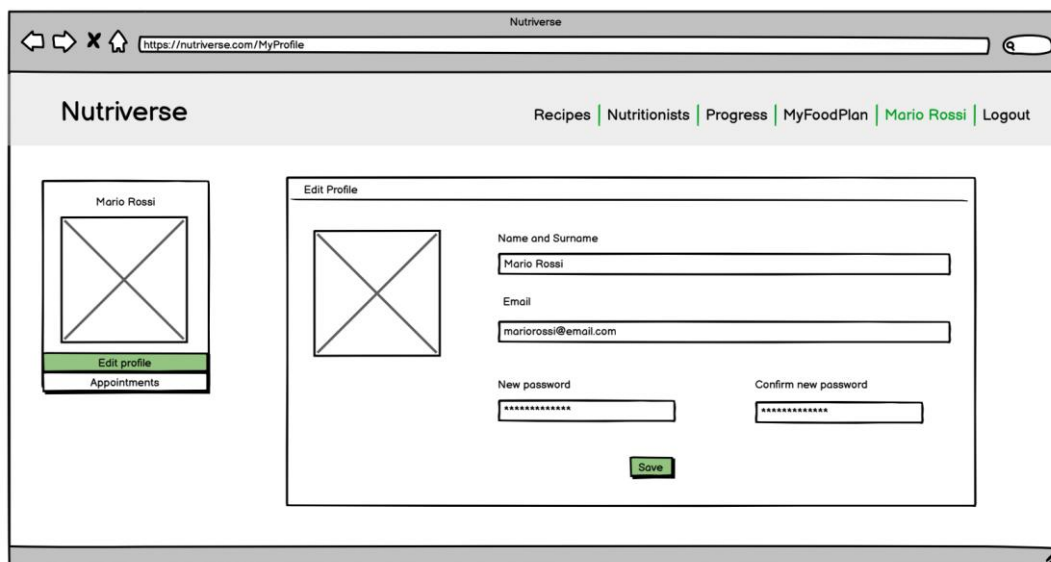 Nutriverse
https://nutriverse.com/MyProfile
Nutriverse
Recipes | Nutritionists | Progress | MyFoodPlan | Mario Rossi | Logout
Mario Rossi
Edit profile
Appointments
Edit Profile
Name and Surname
Mario Rossi
Email
mariorossi@email.com
New password
Confirm new password
*************
*************
Save